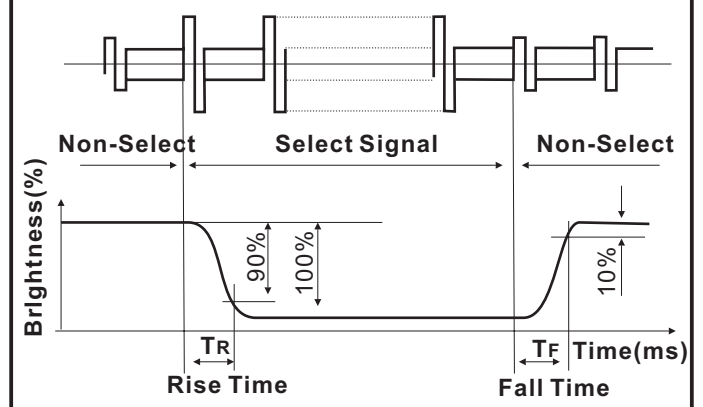 Non-Select Select Signal Non-Select
BrIghtness(%)
90%
100%
10%
TR TF Time(ms)
Rise Time Fall Time